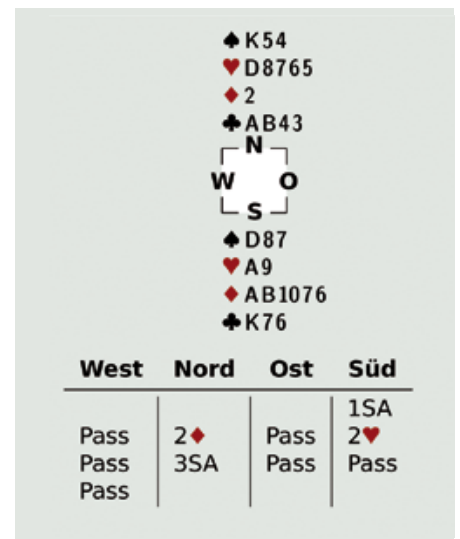 ♠K54
♥D8765
♦2
♣AB43
N
W O
S
♠D87
♥A9
♦AB1076
♣K76
West Nord Ost Süd
1SA
Pass 2♦ Pass 2♥
Pass 3SA Pass Pass
Pass